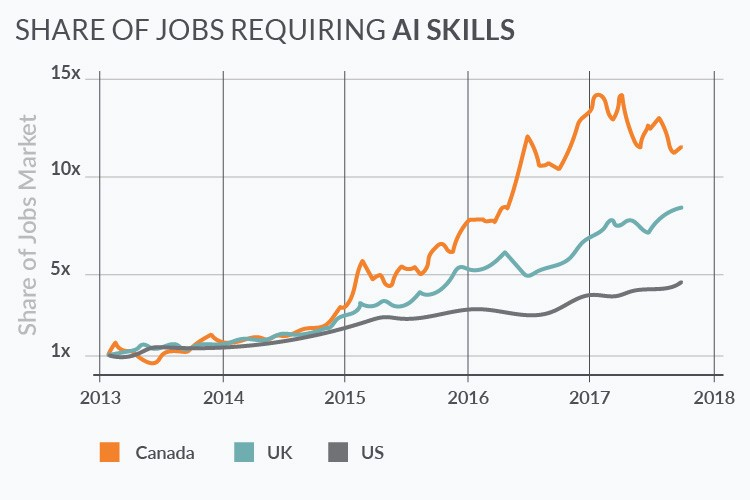 SHARE OF JOBS REQUIRING AI SKILLS
Share of Jobs Market
15x
10x
5x
1x
2013 2014 2015 2016 2017 2018
Canada UK US